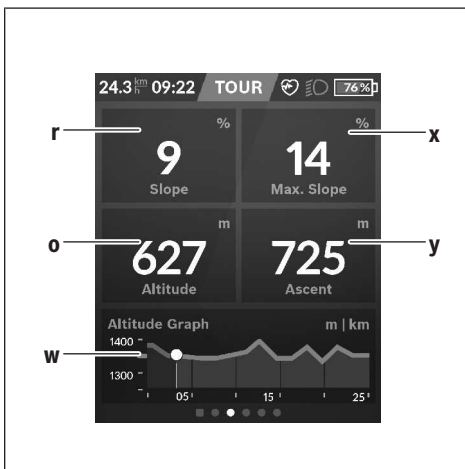 24.3 km/h 09:22 TOUR 76%
r % % x
9 14
Slope Max. Slope
o m m y
627 725
Altitude Ascent
Altitude Graph m | km
w 1400
1300
05' 15' 25'